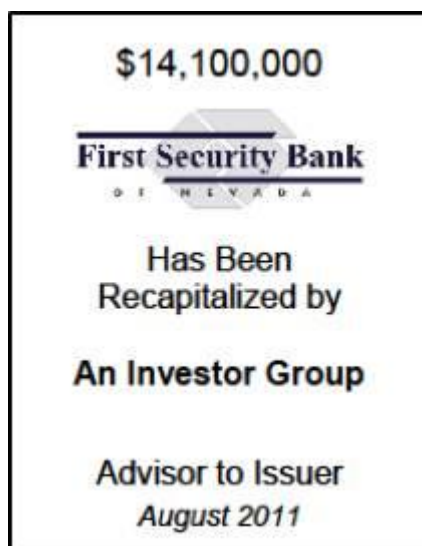 $14,100,000
First Security Bank
OF NEVADA
Has Been
Recapitalized by
An Investor Group
Advisor to Issuer
August 2011